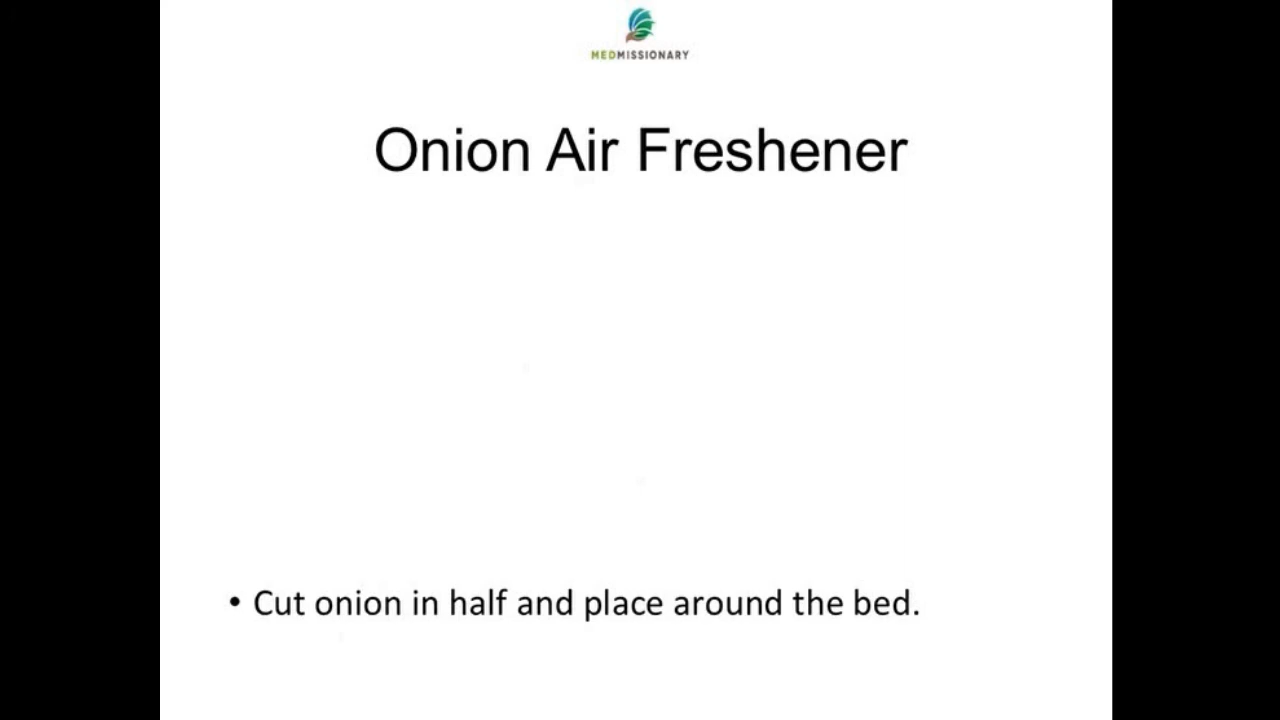 MEDMISSIONARY
Onion Air Freshener
• Cut onion in half and place around the bed.